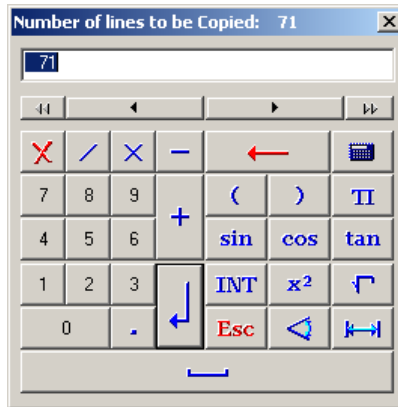 Number of lines to be Copied: 71
71
7 8 9 + ( ) π
4 5 6 sin cos tan
1 2 3 INT x² √
0 . Esc